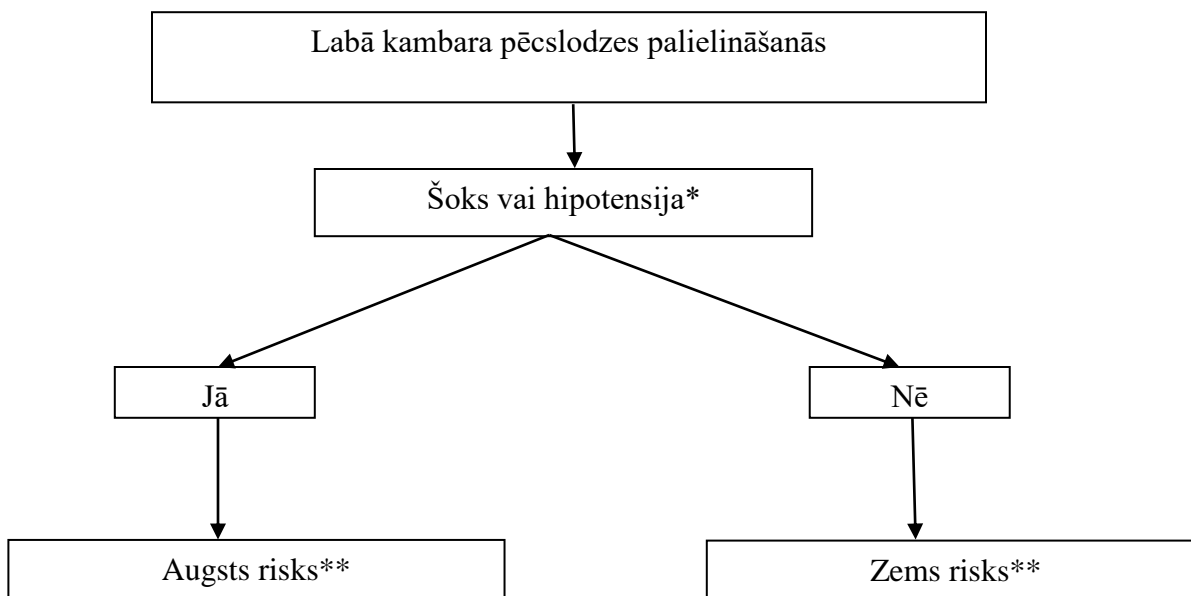 Labā kambara pēcslodzes palielināšanās
Šoks vai hipotensija*
Jā
Nē
Augsts risks**
Zems risks**